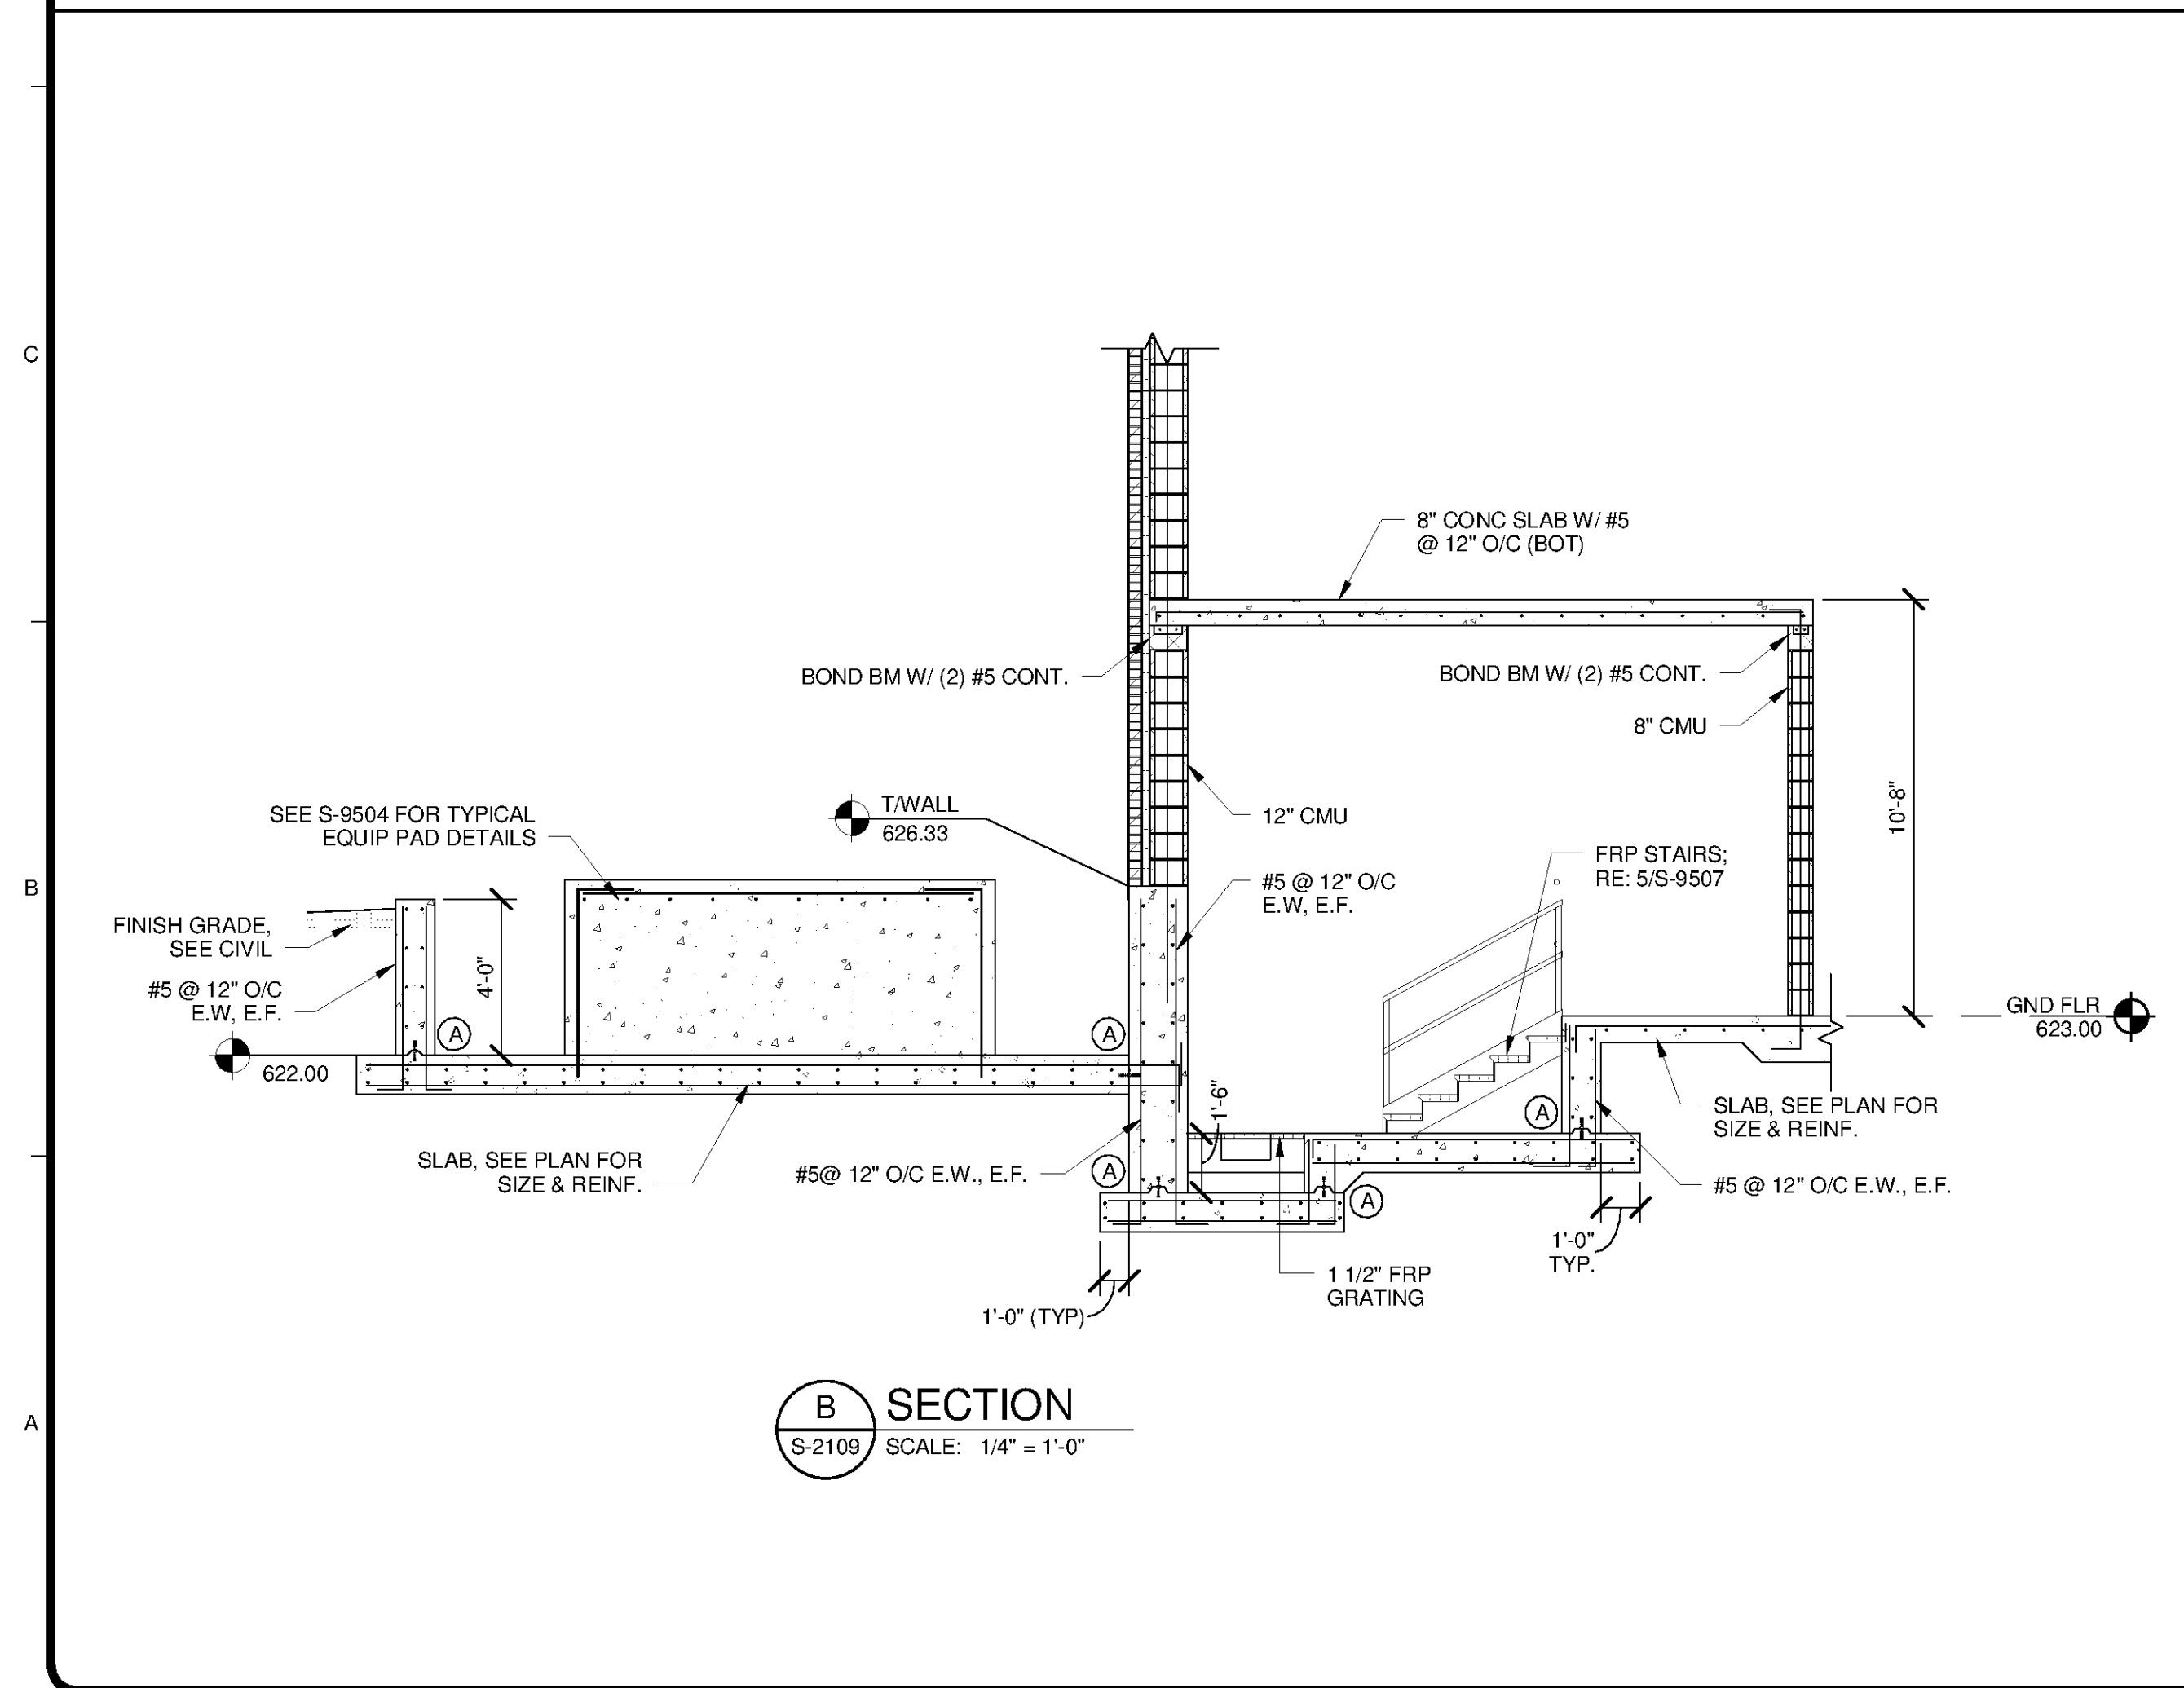 C
8" CONC SLAB W/ #5
@ 12" O/C (BOT)
BOND BM W/ (2) #5 CONT.
BOND BM W/ (2) #5 CONT.
8" CMU
10'-8"
T/WALL
626.33
12" CMU
SEE S-9504 FOR TYPICAL
EQUIP PAD DETAILS
FRP STAIRS;
RE: 5/S-9507
B
#5 @ 12" O/C
E.W, E.F.
FINISH GRADE,
SEE CIVIL
4'-0"
#5 @ 12" O/C
E.W, E.F.
GND FLR
623.00
A
A
622.00
1'-6"
A
SLAB, SEE PLAN FOR
SIZE & REINF.
SLAB, SEE PLAN FOR
SIZE & REINF.
#5@ 12" O/C E.W., E.F.
A
A
#5 @ 12" O/C E.W., E.F.
1'-0"
TYP.
1 1/2" FRP
GRATING
1'-0" (TYP)
A
B
SECTION
S-2109
SCALE: 1/4" = 1'-0"